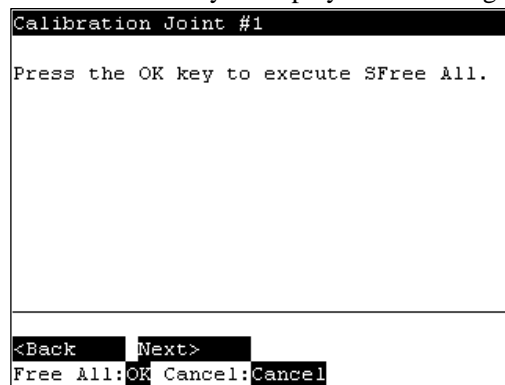 Calibration Joint #1
Press the OK key to execute SFree All.
<Back Next>
Free All:OK Cancel:Cancel